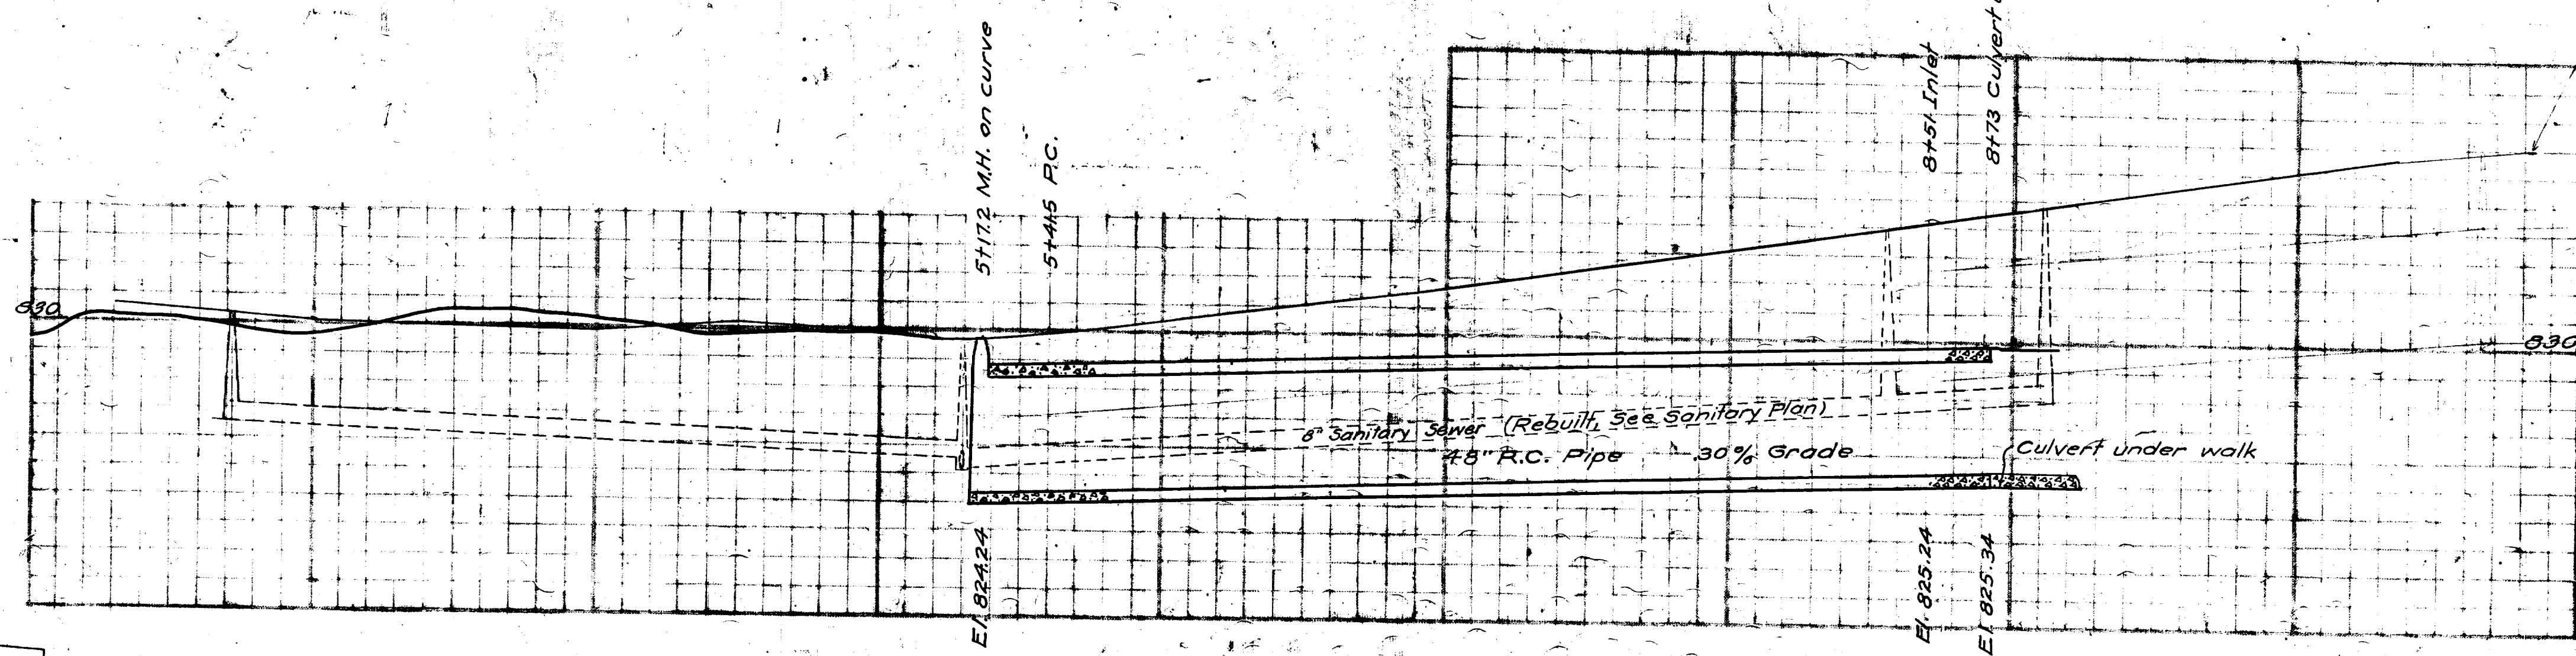 5+17.2 M.H. on curve
5+41.5 P.C.
8+51 Inlet
8+73 Culvert
830
830
8" Sanitary Sewer (Rebuilt, See Sanitary Plan)
48" R.C. Pipe .30% Grade
Culvert under walk
El. 824.24
El. 825.24
El. 825.34